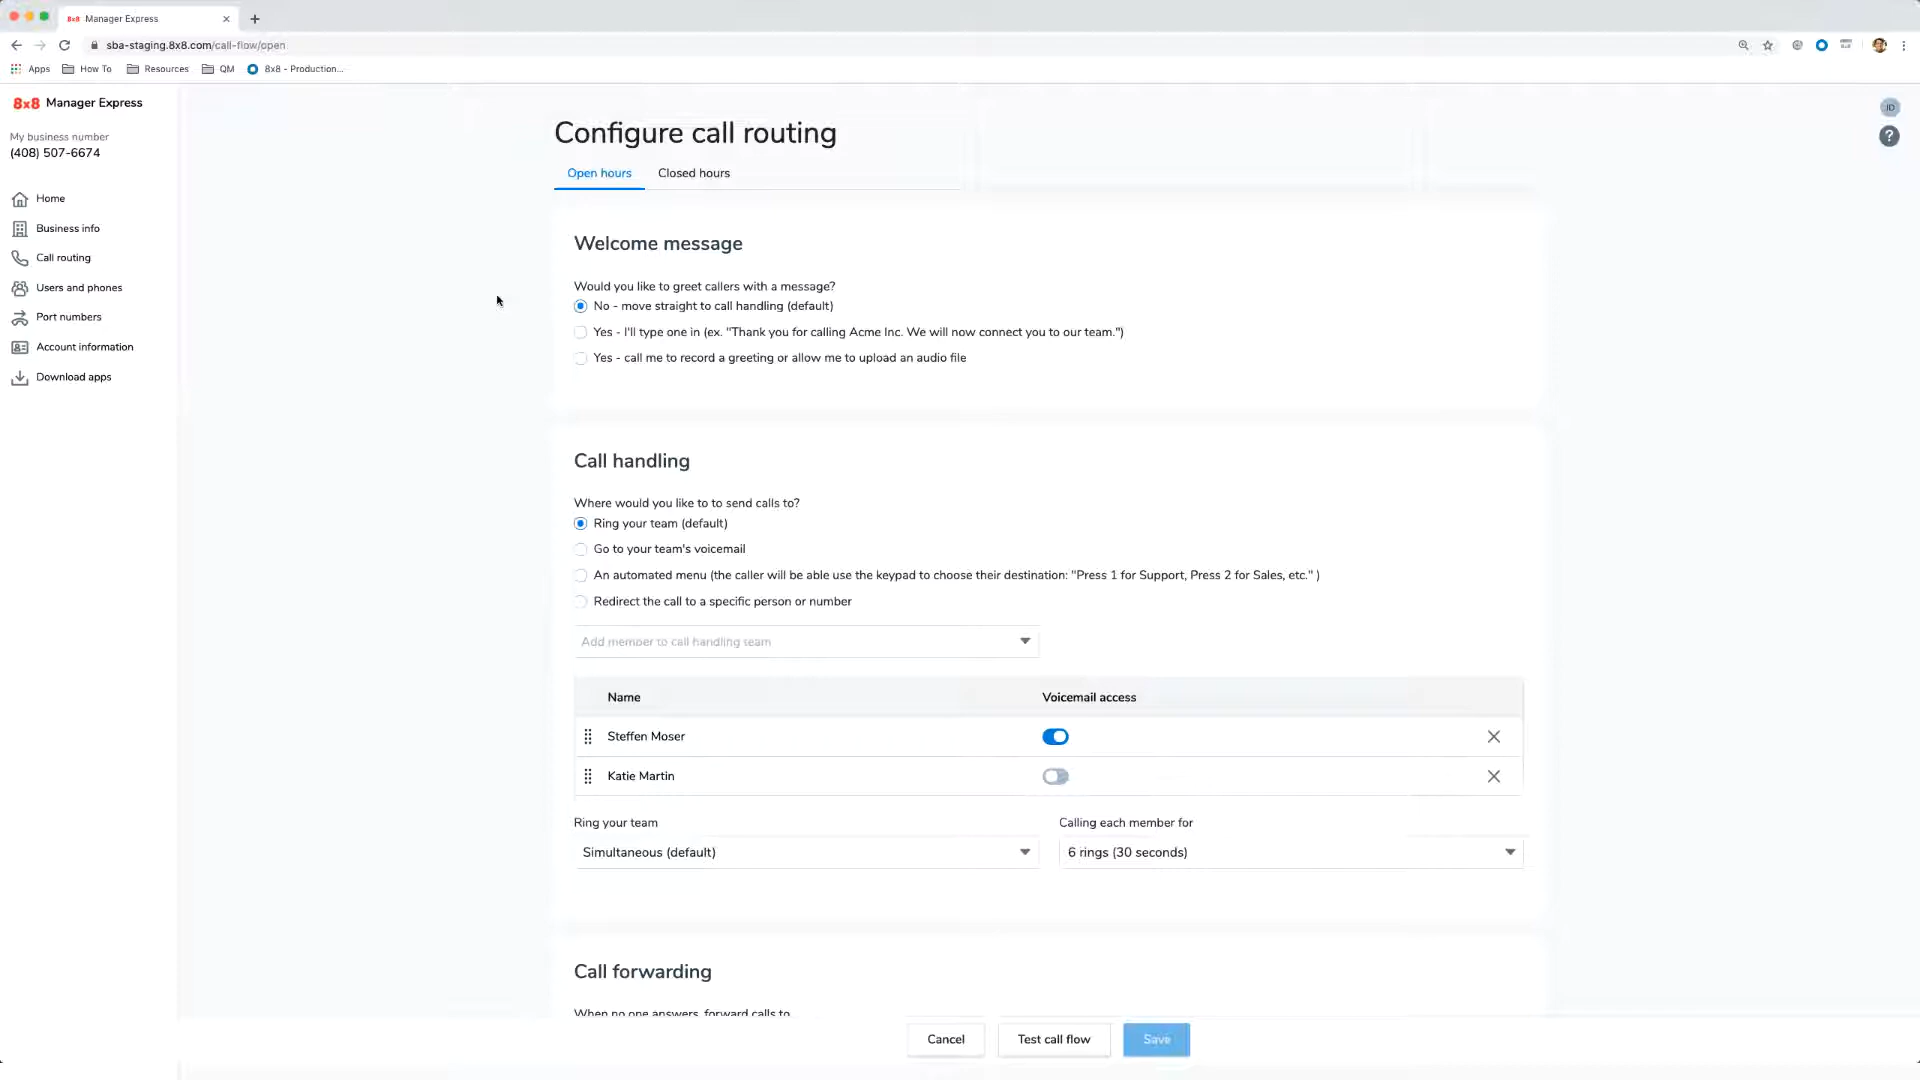 8x8 Manager Express
sba-staging.8x8.com/call-flow/open
Apps How To Resources QM 8x8 - Production...
8x8 Manager Express
My business number
(408) 507-6674
Home
Business info
Call routing
Users and phones
Port numbers
Account information
Download apps
JD
?
Configure call routing
Open hours Closed hours
Welcome message
Would you like to greet callers with a message?
No - move straight to call handling (default)
Yes - I'll type one in (ex. "Thank you for calling Acme Inc. We will now connect you to our team.")
Yes - call me to record a greeting or allow me to upload an audio file
Call handling
Where would you like to to send calls to?
Ring your team (default)
Go to your team's voicemail
An automated menu (the caller will be able use the keypad to choose their destination: "Press 1 for Support, Press 2 for Sales, etc." )
Redirect the call to a specific person or number
Add member to call handling team
Name Voicemail access
Steffen Moser
Katie Martin
Ring your team Calling each member for
Simultaneous (default) 6 rings (30 seconds)
Call forwarding
When no one answers, forward calls to
Cancel Test call flow Save